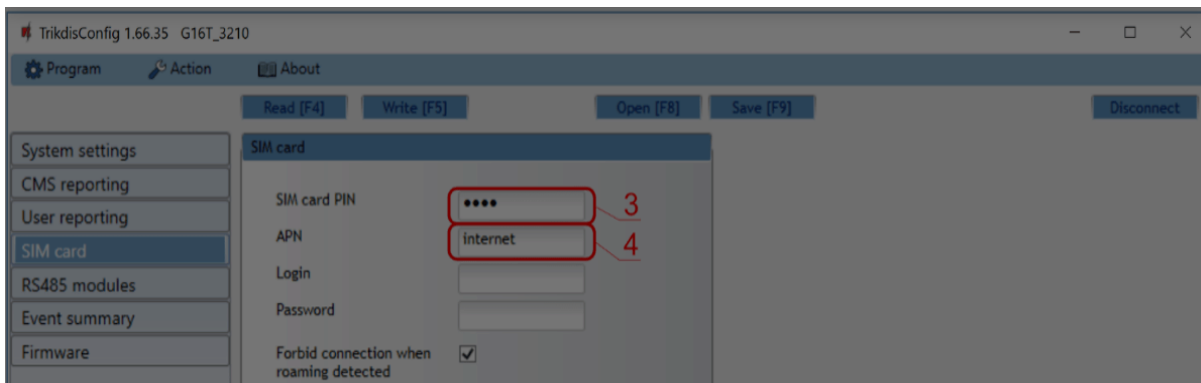 TrikdisConfig 1.66.35 G16T_3210
Program Action About
Read [F4] Write [F5] Open [F8] Save [F9] Disconnect
System settings
CMS reporting
User reporting
SIM card
RS485 modules
Event summary
Firmware
SIM card
SIM card PIN •••• 3
APN internet 4
Login
Password
Forbid connection when
roaming detected